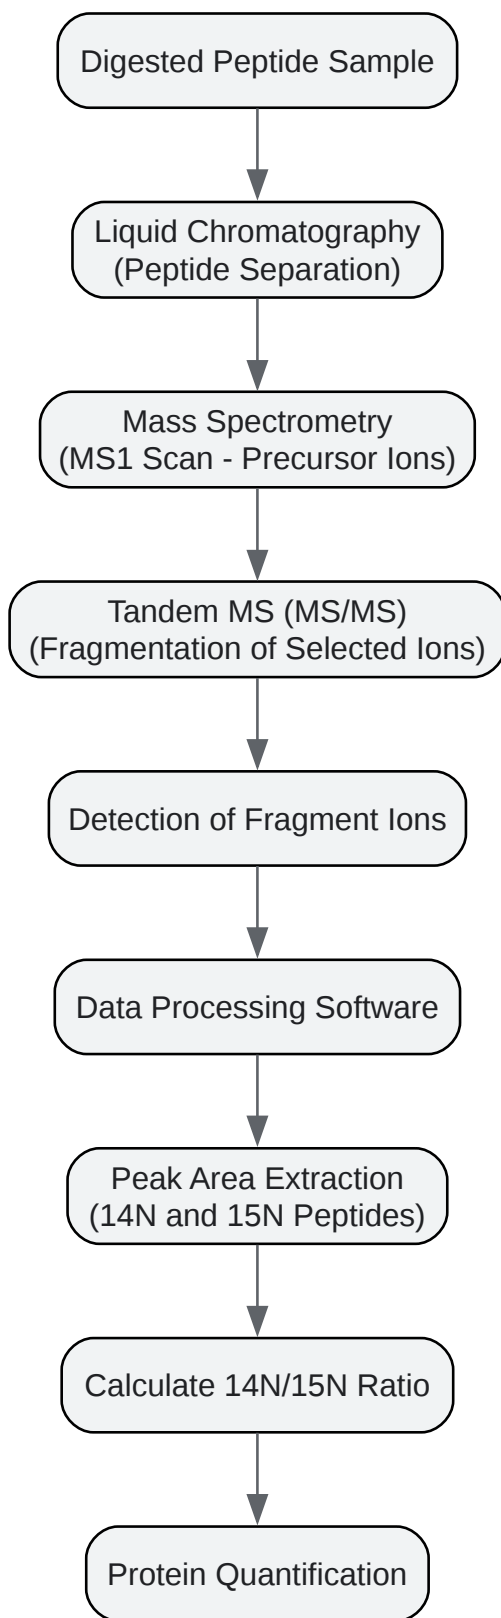 Digested Peptide Sample
Liquid Chromatography
(Peptide Separation)
Mass Spectrometry
(MS1 Scan - Precursor Ions)
Tandem MS (MS/MS)
(Fragmentation of Selected Ions)
Detection of Fragment Ions
Data Processing Software
Peak Area Extraction
(14N and 15N Peptides)
Calculate 14N/15N Ratio
Protein Quantification